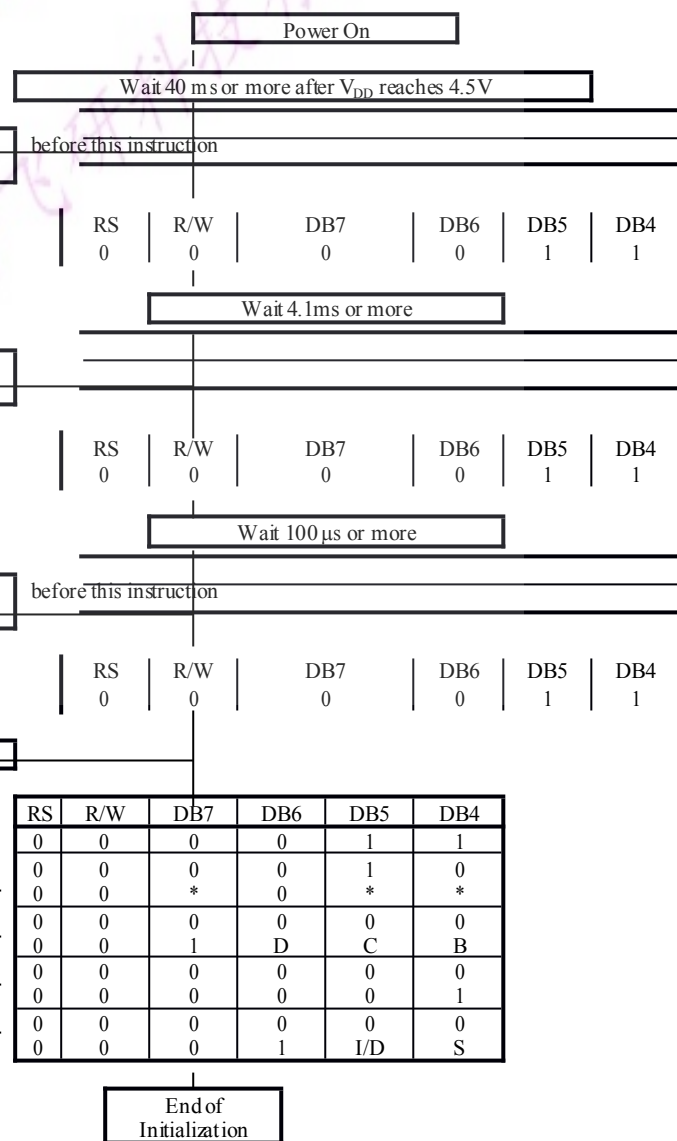 Power On
Wait 40 ms or more after VDD reaches 4.5V
before this instruction
RS R/W DB7 DB6 DB5 DB4
0 0 0 0 1 1
Wait 4.1ms or more
RS R/W DB7 DB6 DB5 DB4
0 0 0 0 1 1
Wait 100 μs or more
before this instruction
RS R/W DB7 DB6 DB5 DB4
0 0 0 0 1 1
RS R/W DB7 DB6 DB5 DB4
0 0 0 0 1 1
0 0 0 0 1 0
0 0 * 0 * *
0 0 0 0 0 0
0 0 1 D C B
0 0 0 0 0 0
0 0 0 0 0 1
0 0 0 0 0 0
0 0 0 1 I/D S
End of
Initialization